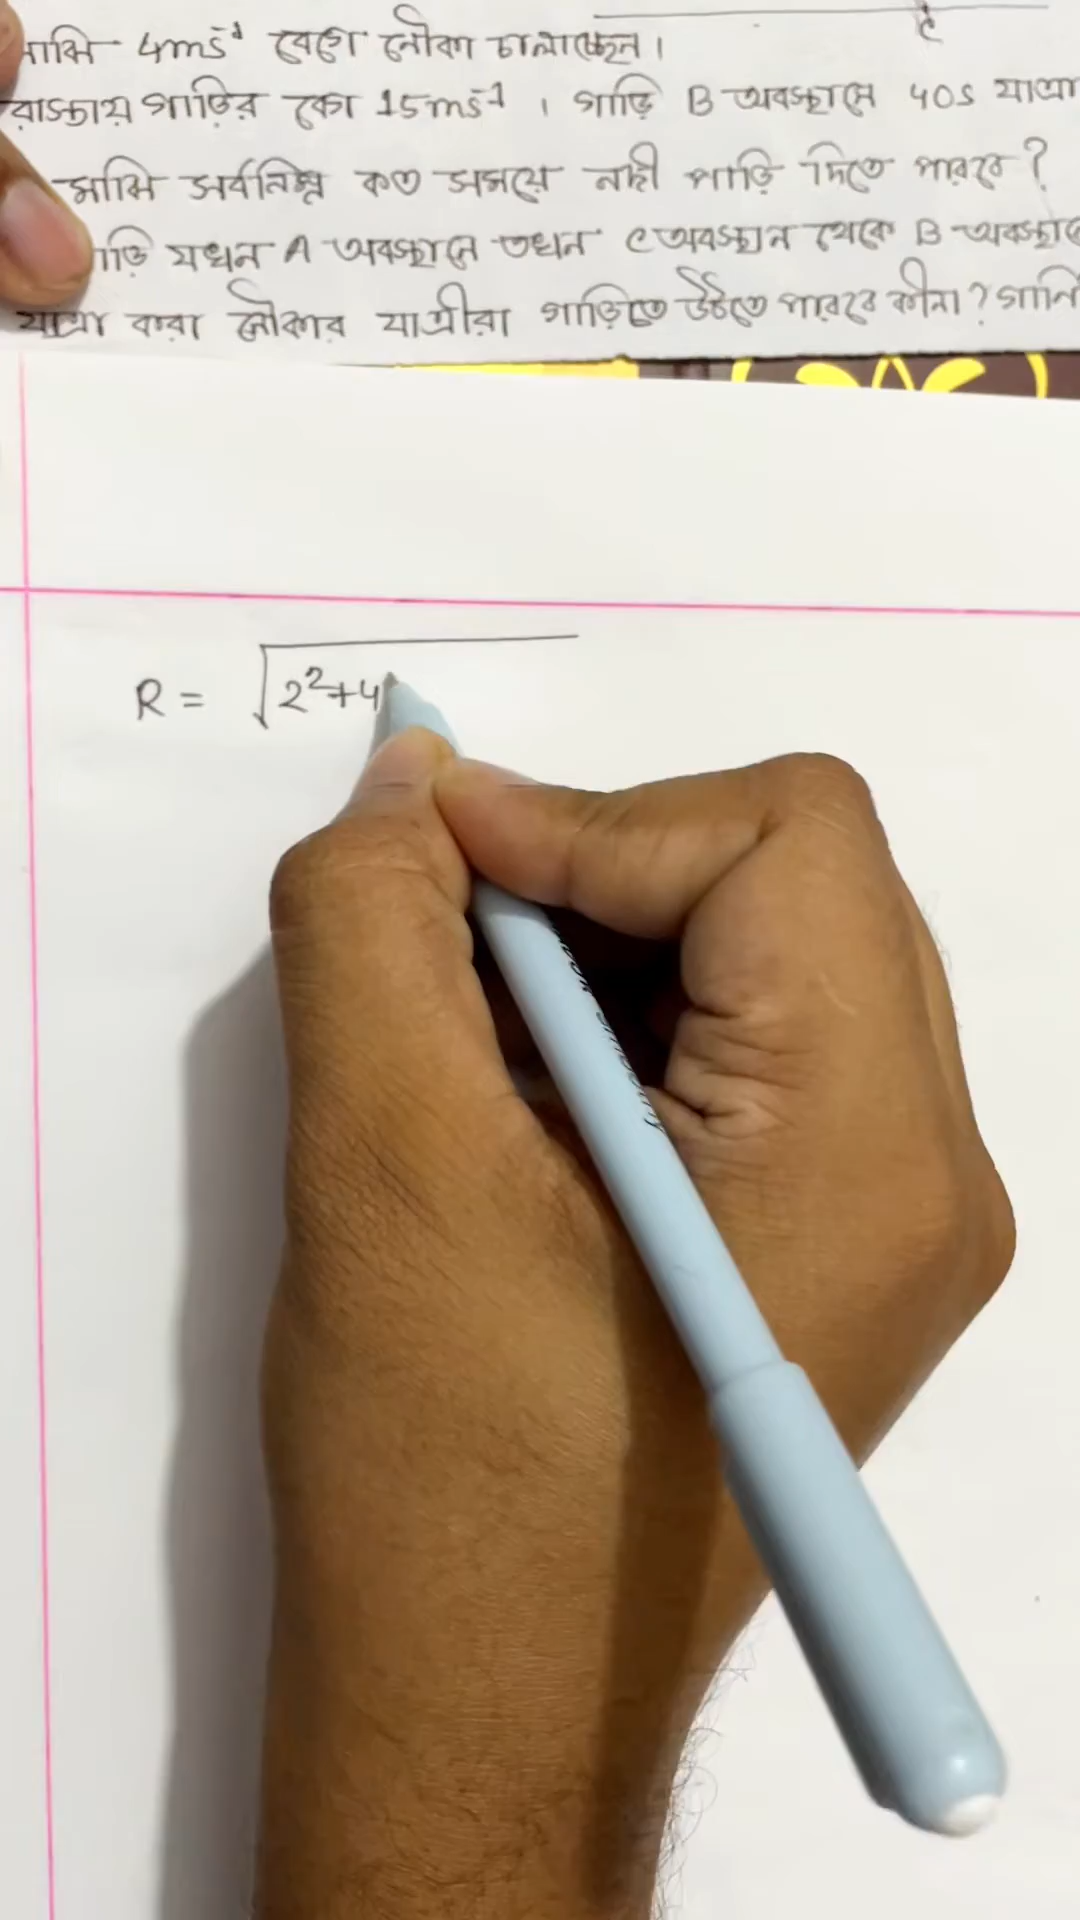 মাঝি 4ms⁻¹ বেগে নৌকা চালাচ্ছেন।
c
রাস্তায় গাড়ির বেগ 15ms⁻¹ । গাড়ি B অবস্থানে 40s যাত্রা
মাঝি সর্বনিম্ন কত সময়ে নদী পাড়ি দিতে পারবে?
গাড়ি যখন A অবস্থানে তখন C অবস্থান থেকে B অবস্থানে
যাত্রা করা নৌকার যাত্রীরা গাড়িতে উঠতে পারবে কীনা?
R = √2²+4